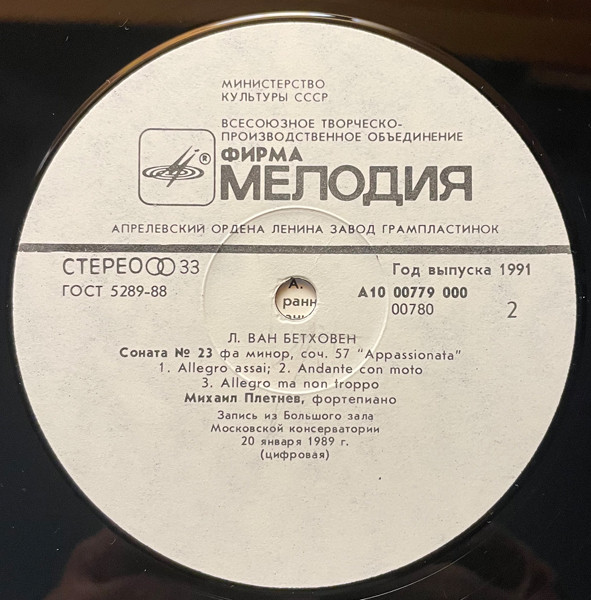 МИНИСТЕРСТВО
КУЛЬТУРЫ СССР
ВСЕСОЮЗНОЕ ТВОРЧЕСКО-
ПРОИЗВОДСТВЕННОЕ ОБЪЕДИНЕНИЕ
ФИРМА
® МЕЛОДИЯ
АПРЕЛЕВСКИЙ ОРДЕНА ЛЕНИНА ЗАВОД ГРАМПЛАСТИНОК
СТЕРЕО 33
Год выпуска 1991
ГОСТ 5289-88
А10 00779 000
00780
2
Л. ВАН БЕТХОВЕН
Соната № 23 фа минор, соч. 57 "Appassionata"
1. Allegro assai; 2. Andante con moto
3. Allegro ma non troppo
Михаил Плетнев, фортепиано
Запись из Большого зала
Московской консерватории
20 января 1989 г.
(цифровая)